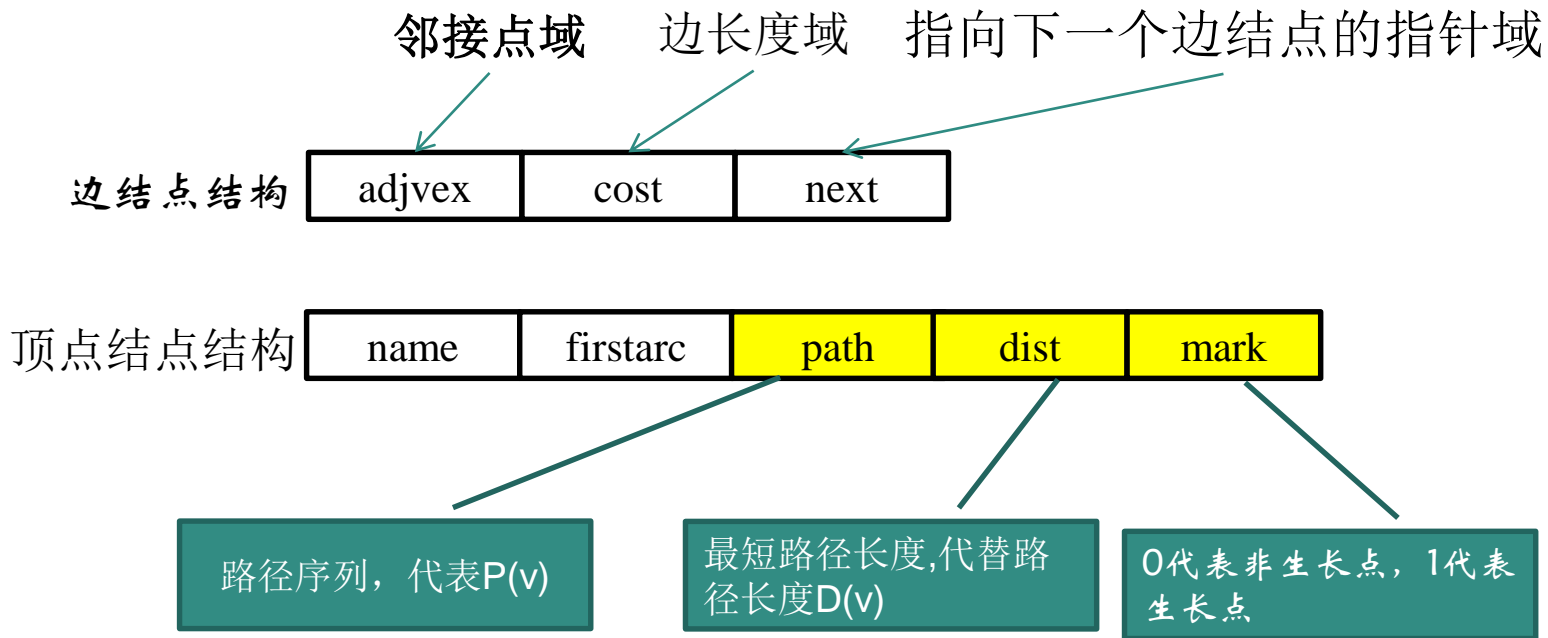 邻接点域 边长度域 指向下一个边结点的指针域
边结点结构 adjvex cost next
顶点结点结构 name firstarc path dist mark
路径序列，代表P(v)
最短路径长度,代替路
径长度D(v)
0代表非生长点，1代表
生长点